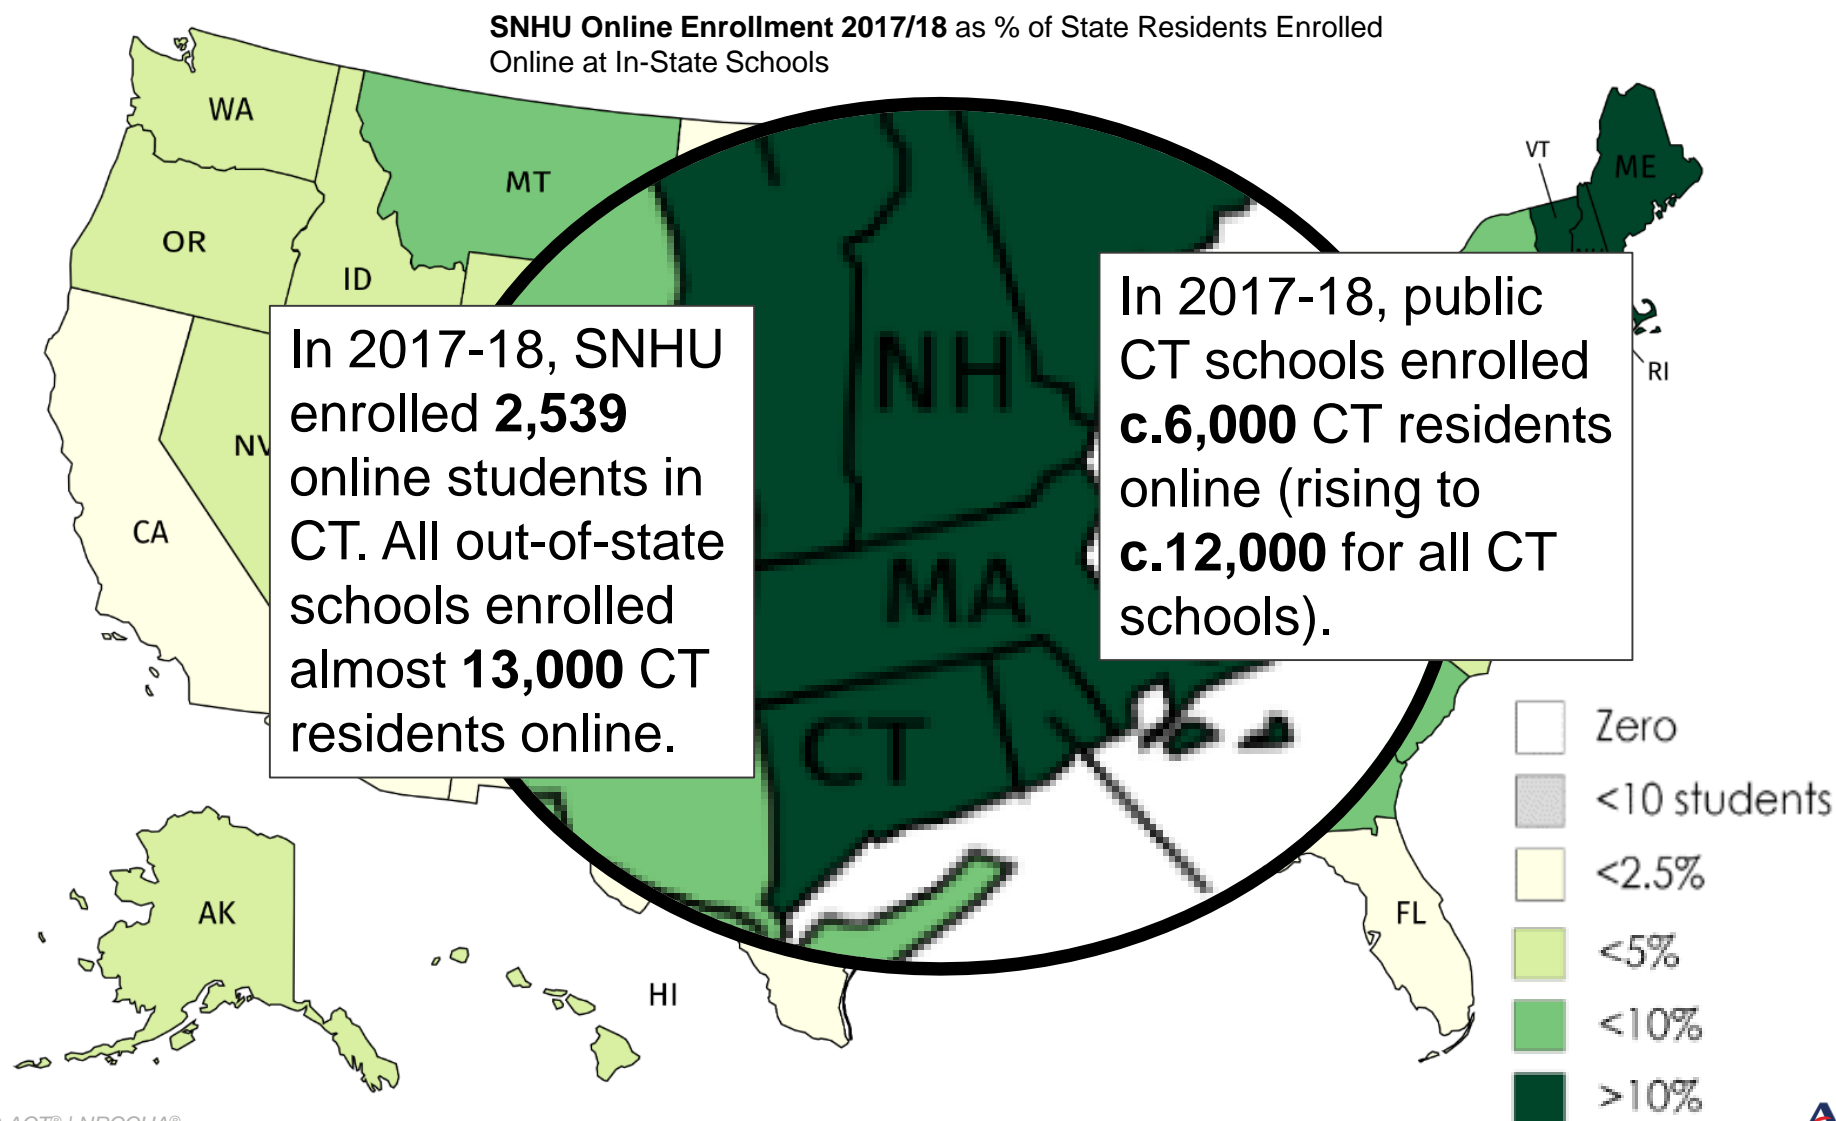 SNHU Online Enrollment 2017/18 as % of State Residents Enrolled
Online at In-State Schools
WA
MT
OR
ID
NV
CA
AK
HI
VT
ME
RI
FL
NH
MA
CT
In 2017-18, SNHU
enrolled 2,539
online students in
CT. All out-of-state
schools enrolled
almost 13,000 CT
residents online.
In 2017-18, public
CT schools enrolled
c.6,000 CT residents
online (rising to
c.12,000 for all CT
schools).
Zero
<10 students
<2.5%
<5%
<10%
>10%